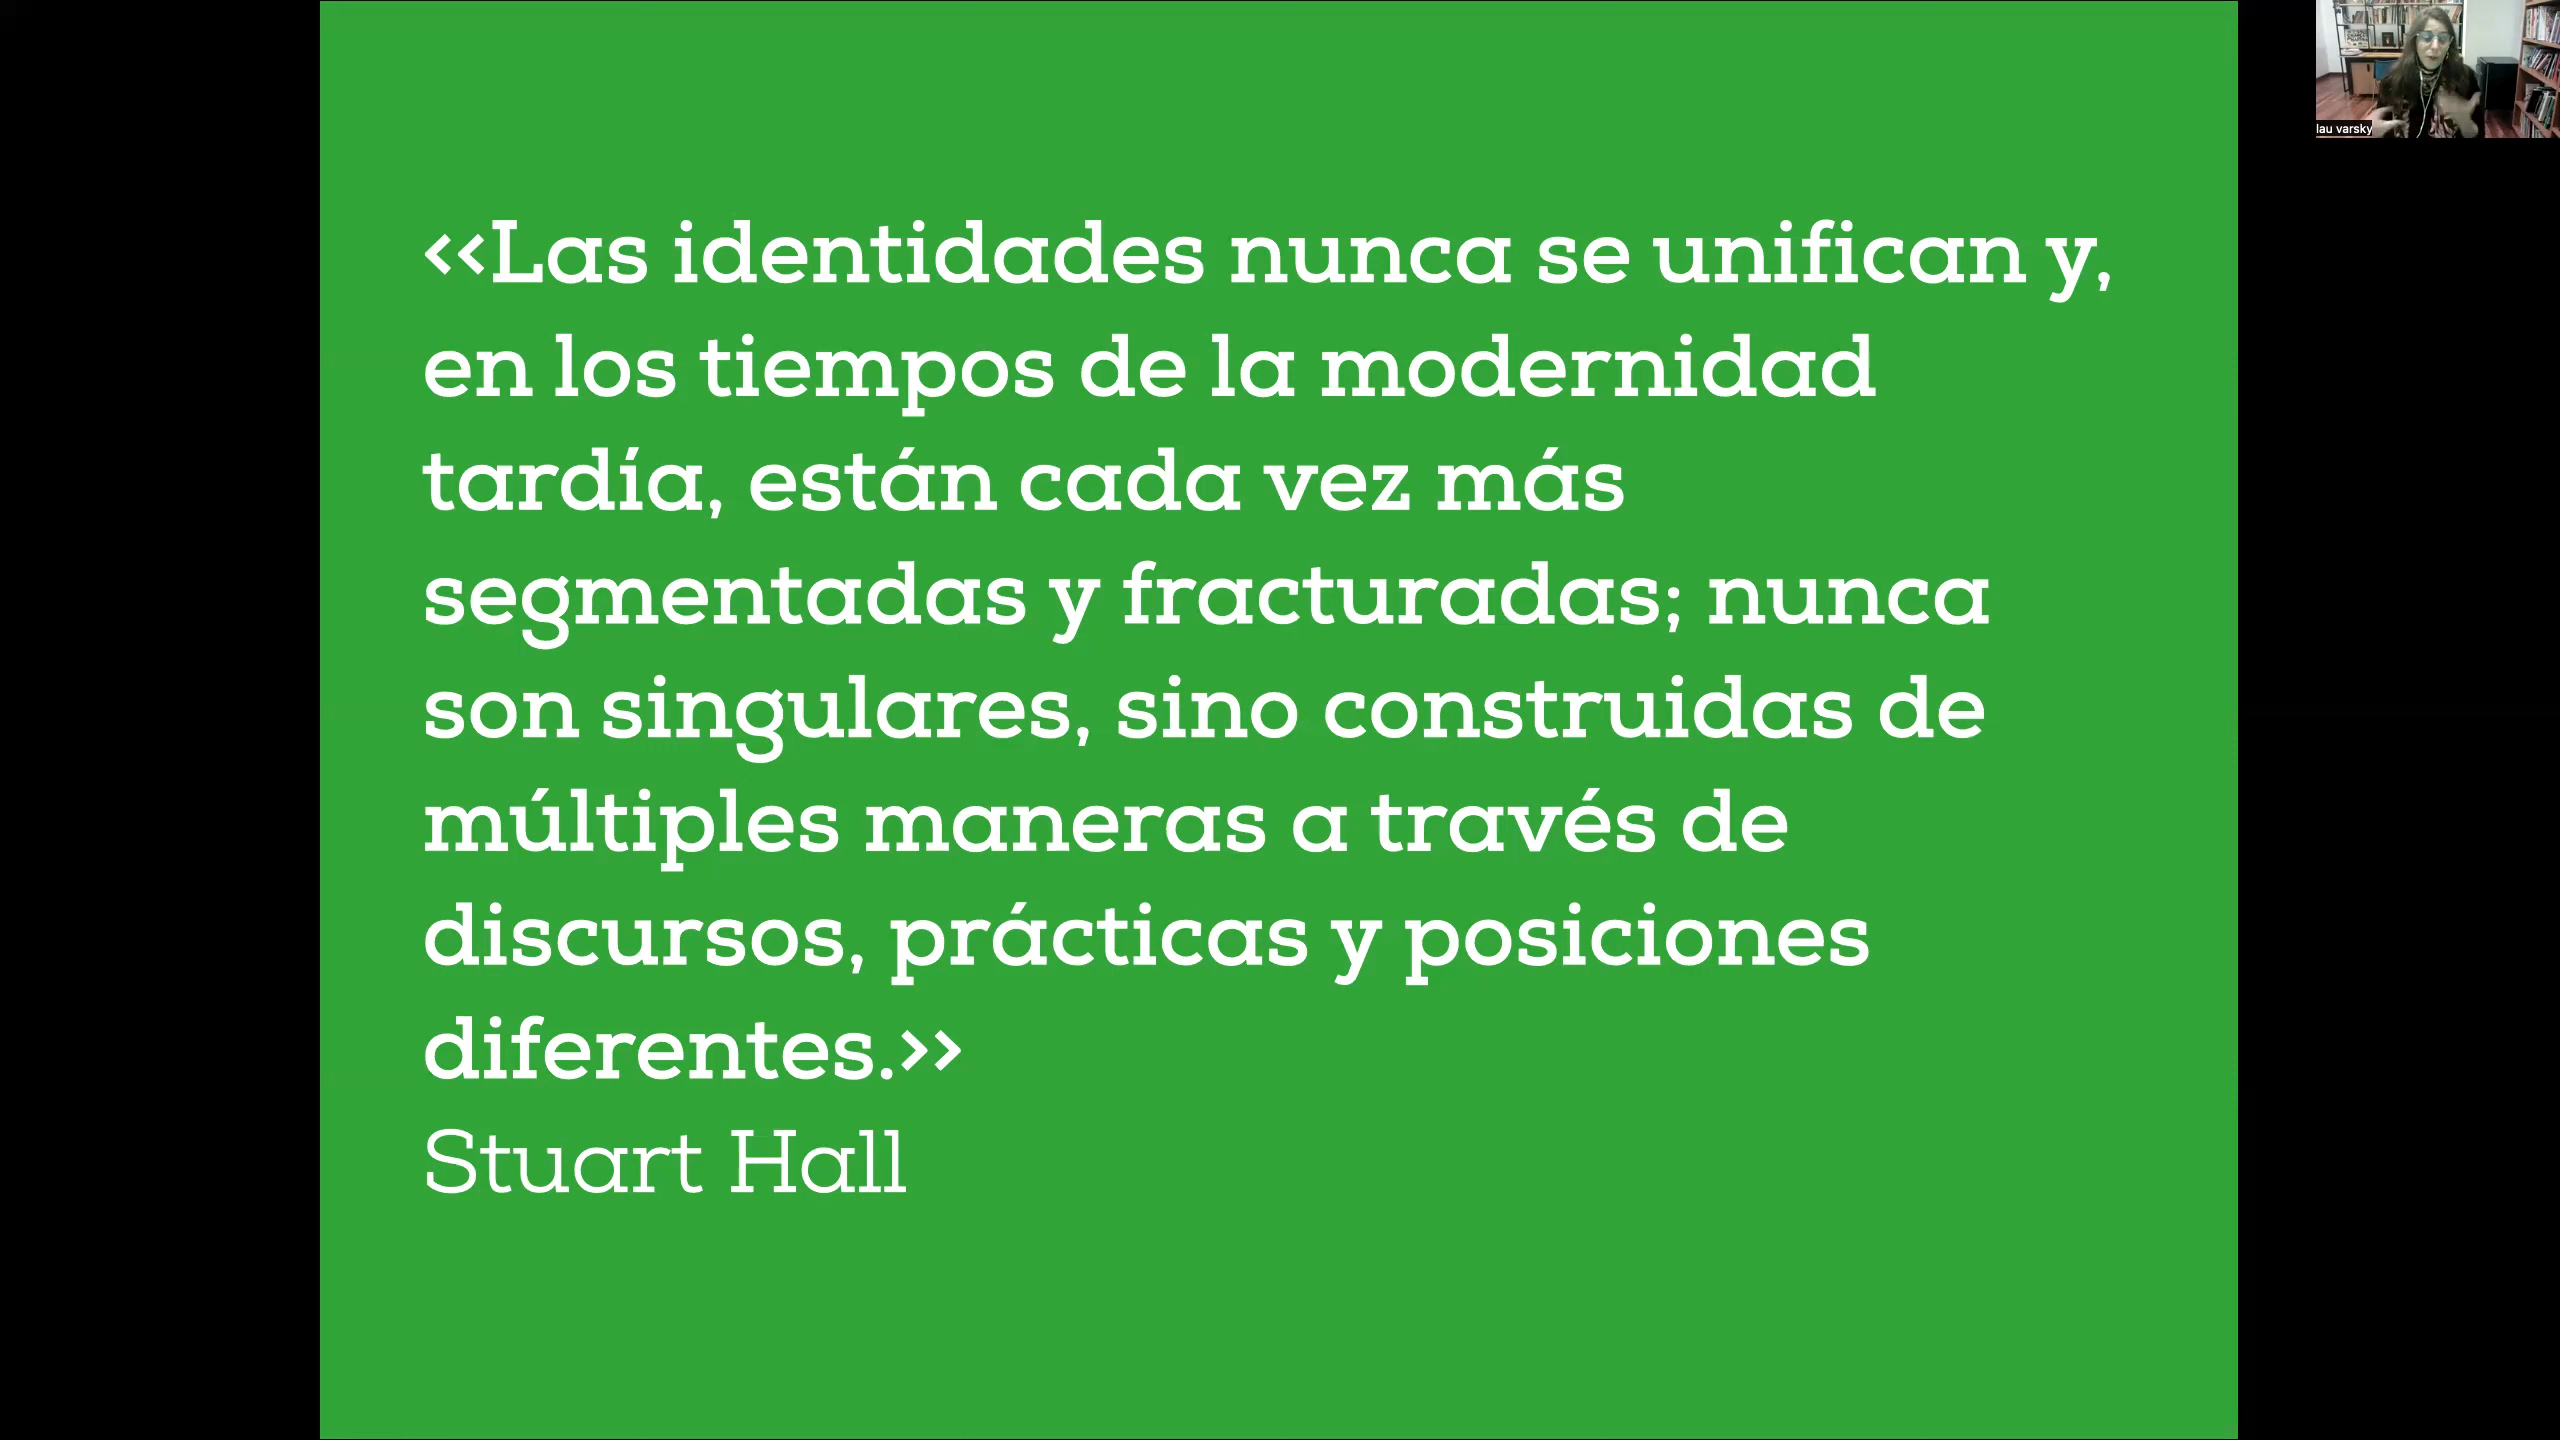 <<Las identidades nunca se unifican y,
en los tiempos de la modernidad
tardía, están cada vez más
segmentadas y fracturadas; nunca
son singulares, sino construidas de
múltiples maneras a través de
discursos, prácticas y posiciones
diferentes.>>
Stuart Hall
lau varsky